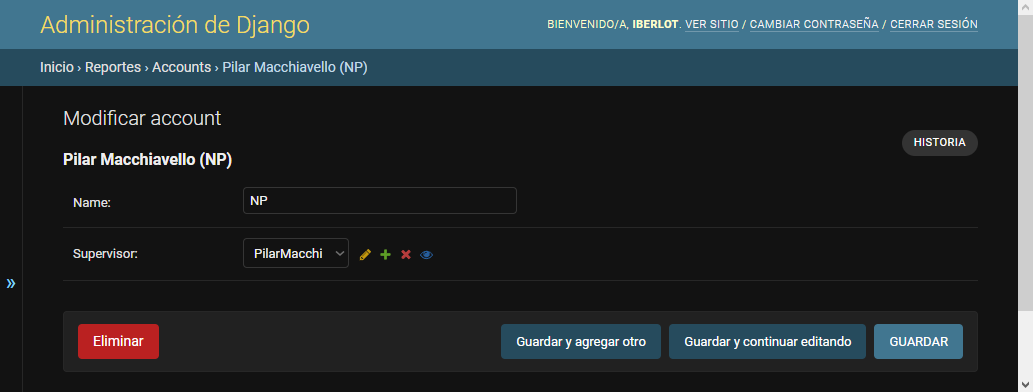 Administración de Django
BIENVENIDO/A, IBERLOT. VER SITIO / CAMBIAR CONTRASEÑA / CERRAR SESIÓN
Inicio › Reportes › Accounts › Pilar Macchiavello (NP)
Modificar account
HISTORIA
Pilar Macchiavello (NP)
Name: NP
Supervisor: PilarMacchi
»
Eliminar Guardar y agregar otro Guardar y continuar editando GUARDAR